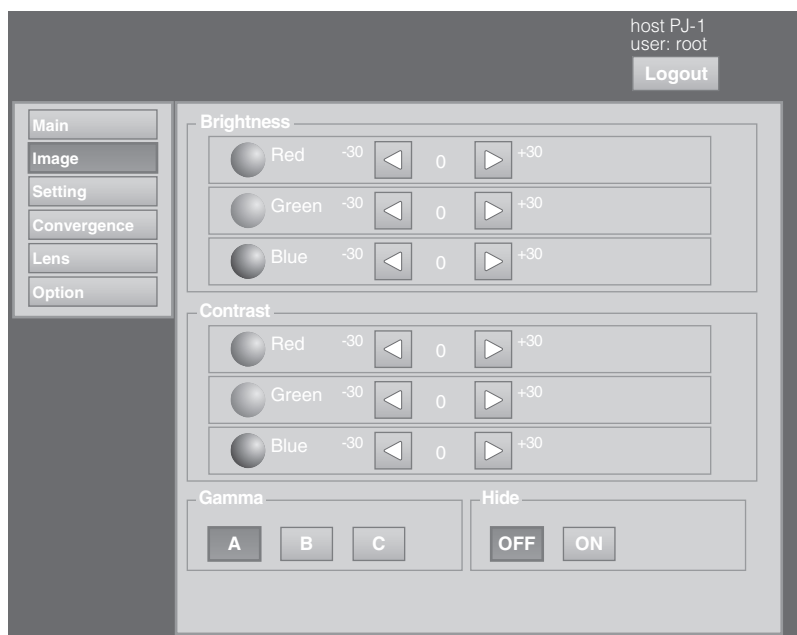 host PJ-1
user: root
Logout
Main
Image
Setting
Convergence
Lens
Option
Brightness
Red -30 0 +30
Green -30 0 +30
Blue -30 0 +30
Contrast
Red -30 0 +30
Green -30 0 +30
Blue -30 0 +30
Gamma
A B C
Hide
OFF ON